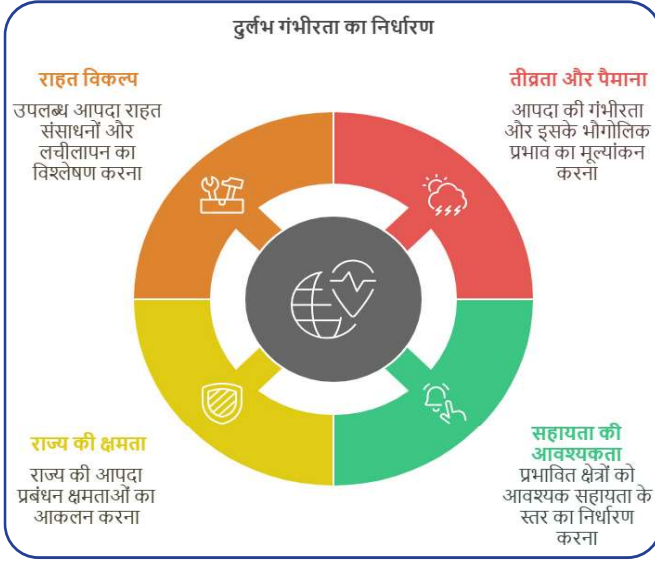 दुर्लभ गंभीरता का निर्धारण
राहत विकल्प
उपलब्ध आपदा राहत
संसाधनों और
लचीलापन का
विश्लेषण करना
तीव्रता और पैमाना
आपदा की गंभीरता
और इसके भौगोलिक
प्रभाव का मूल्यांकन
करना
राज्य की क्षमता
राज्य की आपदा
प्रबंधन क्षमताओं का
आकलन करना
सहायता की
आवश्यकता
प्रभावित क्षेत्रों को
आवश्यक सहायता के
स्तर का निर्धारण
करना